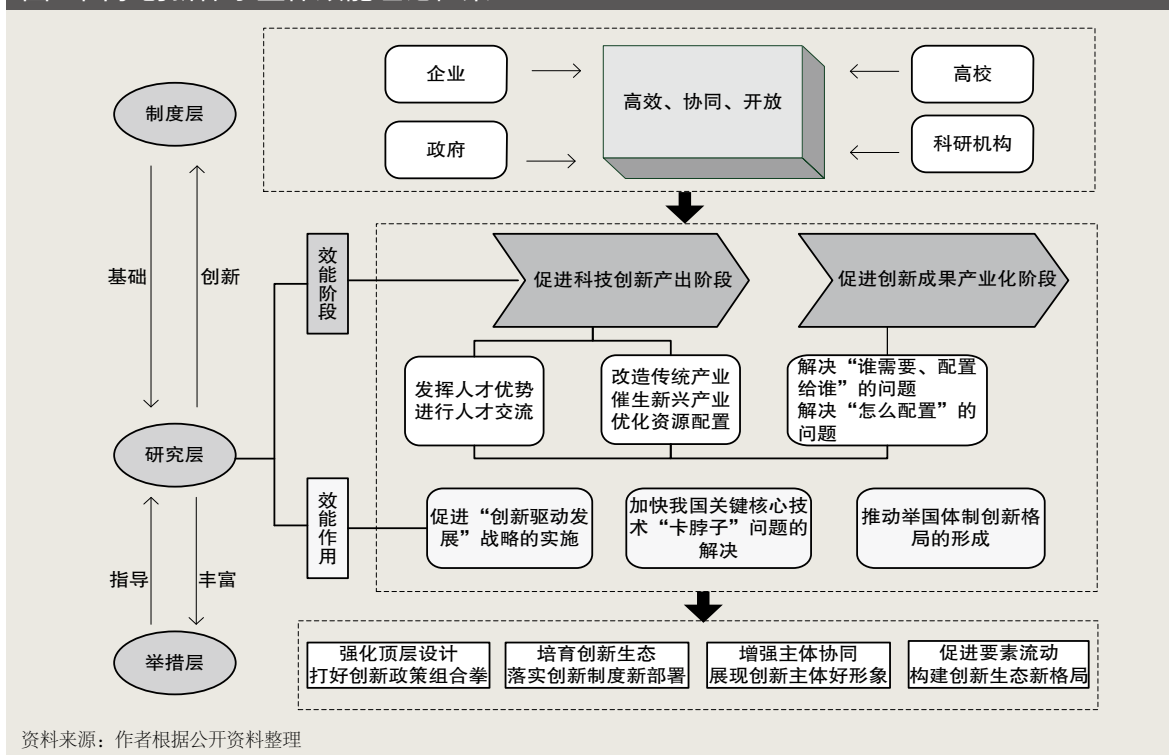 企业
高效、协同、开放
高校
制度层
政府
科研机构
基础
创新
效能阶段
促进科技创新产出阶段
促进创新成果产业化阶段
发挥人才优势
进行人才交流
改造传统产业
催生新兴产业
优化资源配置
解决“谁需要、配置
给谁”的问题
解决“怎么配置”的
问题
研究层
效能作用
促进“创新驱动发
展”战略的实施
加快我国关键核心技
术“卡脖子”问题的
解决
推动举国体制创新格
局的形成
指导
丰富
举措层
强化顶层设计
打好创新政策组合拳
培育创新生态
落实创新制度新部署
增强主体协同
展现创新主体好形象
促进要素流动
构建创新生态新格局
资料来源：作者根据公开资料整理